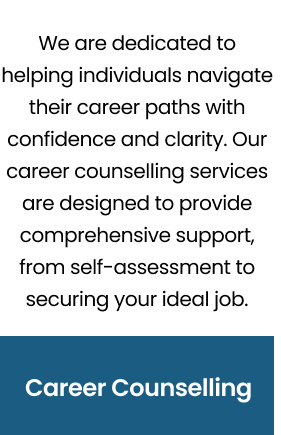 We are dedicated to
helping individuals navigate
their career paths with
confidence and clarity. Our
career counselling services
are designed to provide
comprehensive support,
from self-assessment to
securing your ideal job.
Career Counselling